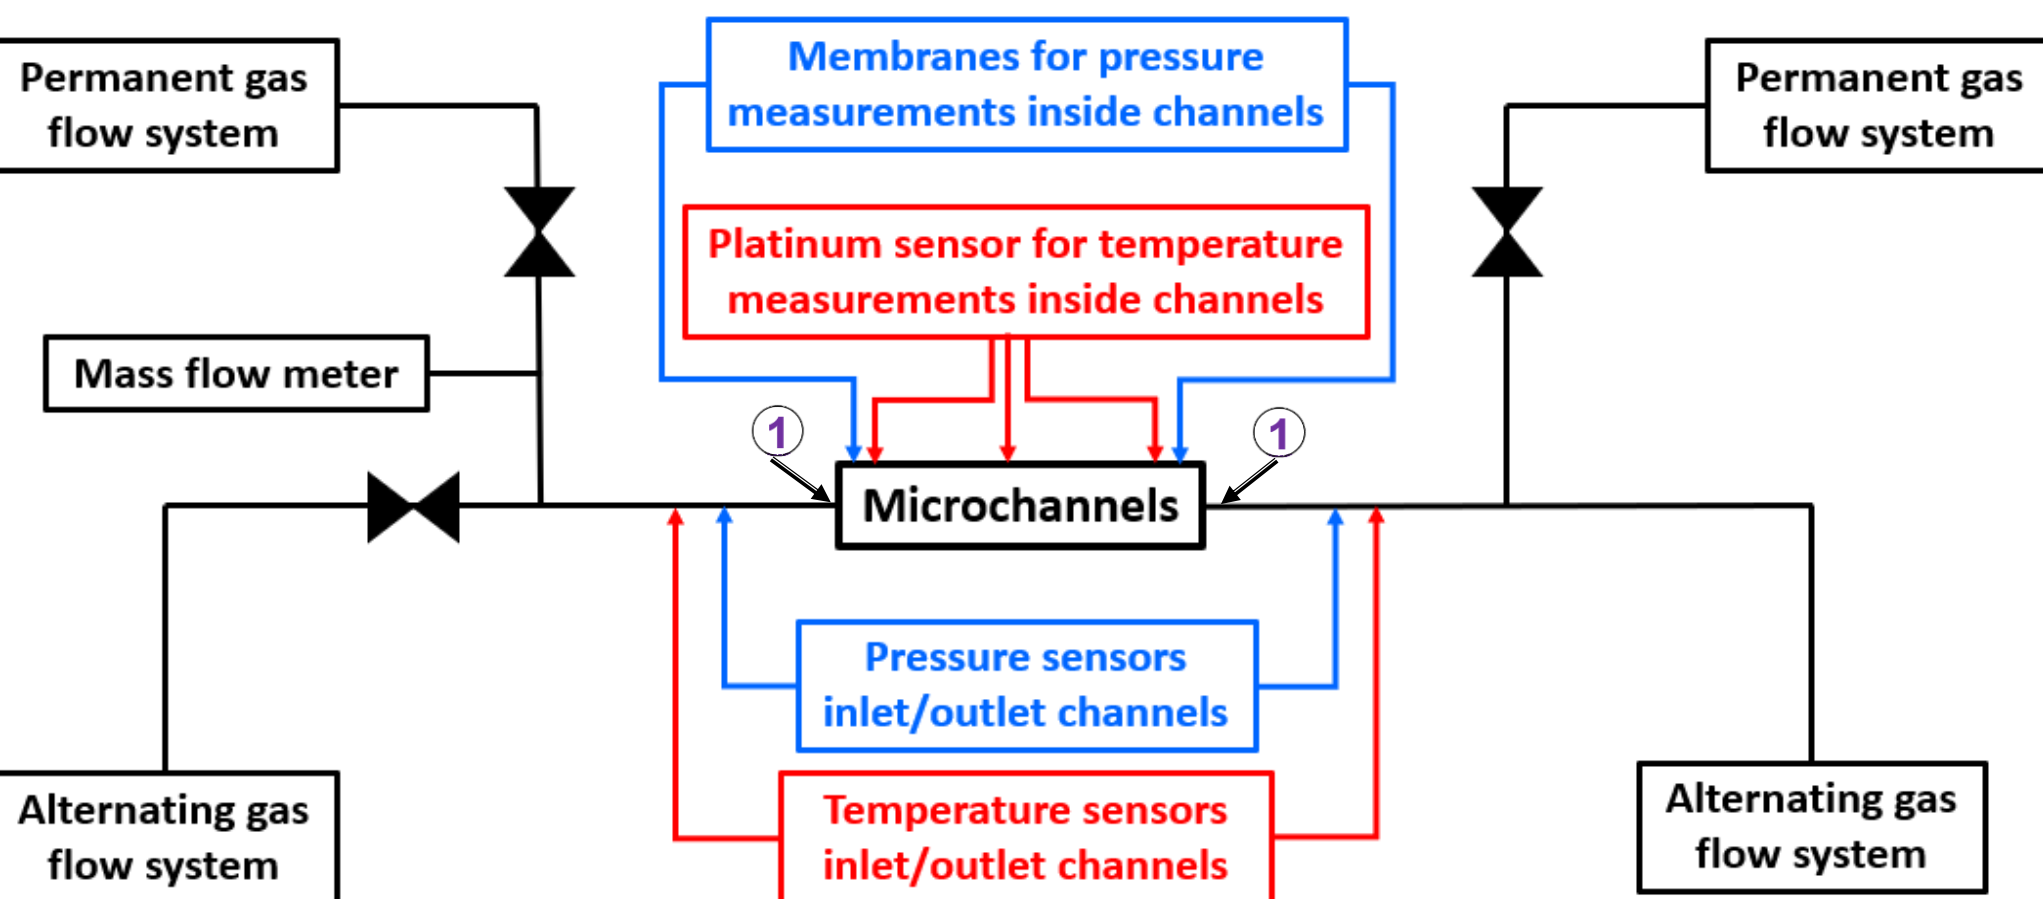 Permanent gas
flow system
Membranes for pressure
measurements inside channels
Permanent gas
flow system
Platinum sensor for temperature
measurements inside channels
Mass flow meter
1
1
Microchannels
Pressure sensors
inlet/outlet channels
Alternating gas
flow system
Temperature sensors
inlet/outlet channels
Alternating gas
flow system